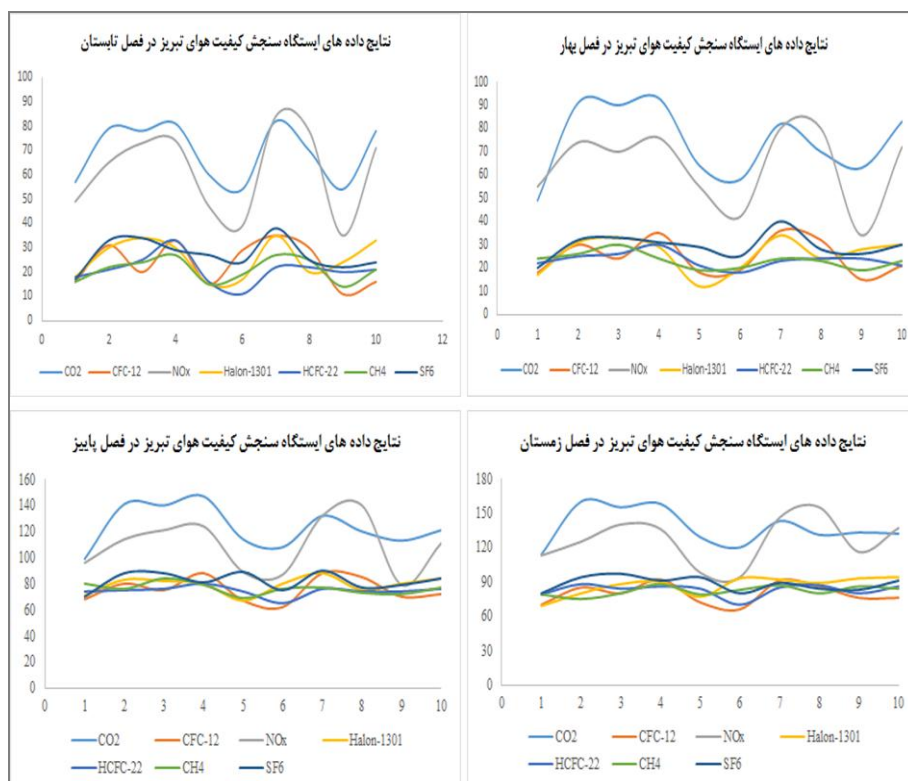 نتایج داده های ایستگاه سنجش کیفیت هوای تبریز در فصل بهار
100
90
80
70
60
50
40
30
20
10
0
0 1 2 3 4 5 6 7 8 9 10
CO2 CFC-12 NOx Halon-1301 HCFC-22 CH4 SF6
نتایج داده های ایستگاه سنجش کیفیت هوای تبریز در فصل تابستان
100
90
80
70
60
50
40
30
20
10
0
0 2 4 6 8 10 12
CO2 CFC-12 NOx Halon-1301 HCFC-22 CH4 SF6
نتایج داده های ایستگاه سنجش کیفیت هوای تبریز در فصل زمستان
180
150
120
90
60
30
0
0 1 2 3 4 5 6 7 8 9 10
CO2 CFC-12 NOx Halon-1301
HCFC-22 CH4 SF6
نتایج داده های ایستگاه سنجش کیفیت هوای تبریز در فصل پاییز
160
140
120
100
80
60
40
20
0
0 1 2 3 4 5 6 7 8 9 10
CO2 CFC-12 NOx Halon-1301
HCFC-22 CH4 SF6